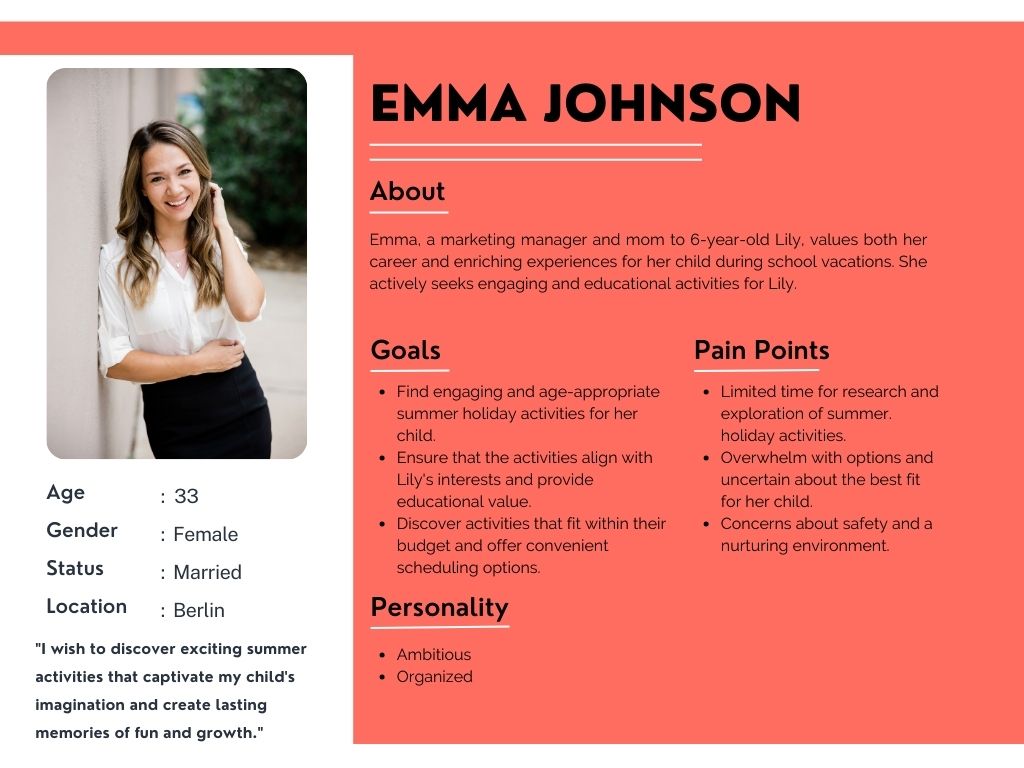 EMMA JOHNSON
About
Emma, a marketing manager and mom to 6-year-old Lily, values both her
career and enriching experiences for her child during school vacations. She
actively seeks engaging and educational activities for Lily.
Goals
• Find engaging and age-appropriate
summer holiday activities for her
child.
• Ensure that the activities align with
Lily's interests and provide
educational value.
• Discover activities that fit within their
budget and offer convenient
scheduling options.
Pain Points
• Limited time for research and
exploration of summer.
holiday activities.
• Overwhelm with options and
uncertain about the best fit
for her child.
• Concerns about safety and a
nurturing environment.
Personality
• Ambitious
• Organized
Age : 33
Gender : Female
Status : Married
Location : Berlin
"I wish to discover exciting summer
activities that captivate my child's
imagination and create lasting
memories of fun and growth."